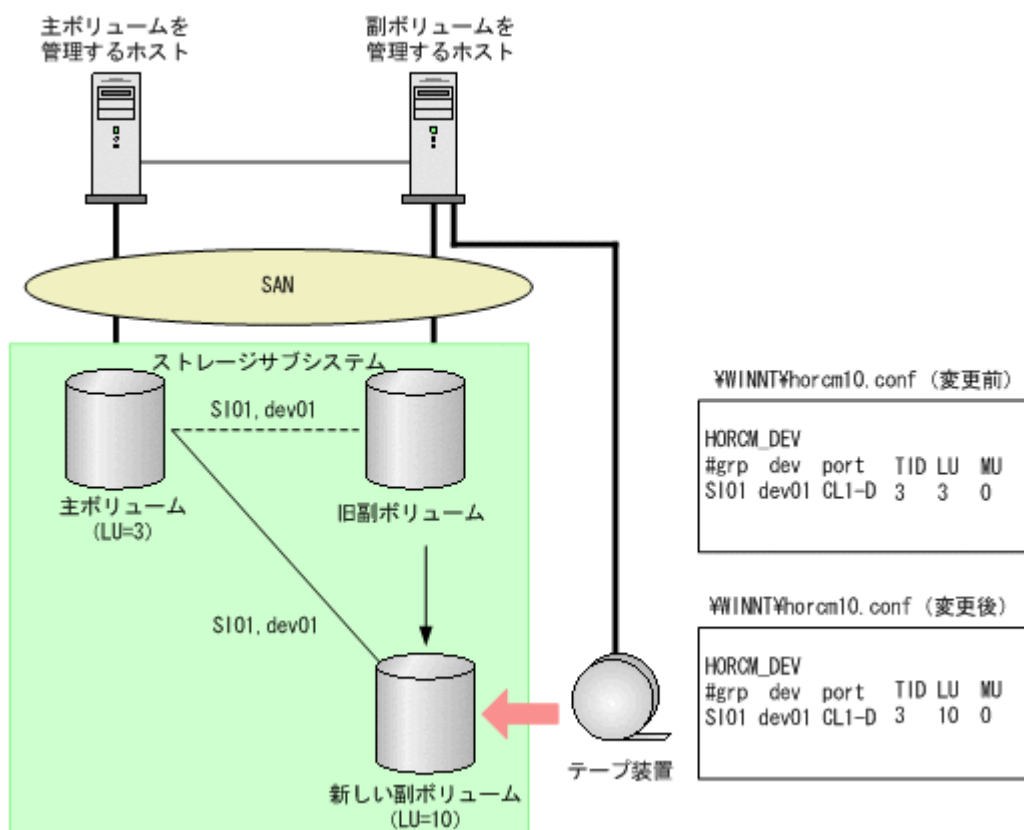 主ボリュームを
管理するホスト
副ボリュームを
管理するホスト
SAN
ストレージサブシステム
SI01,dev01
主ボリューム
(LU=3)
旧副ボリューム
SI01,dev01
新しい副ボリューム
(LU=10)
テープ装置
¥WINNT¥horcm10.conf (変更前)
HORCM_DEV
#grp dev port TID LU MU
SI01 dev01 CL1-D 3 3 0
¥WINNT¥horcm10.conf (変更後)
HORCM_DEV
#grp dev port TID LU MU
SI01 dev01 CL1-D 3 10 0